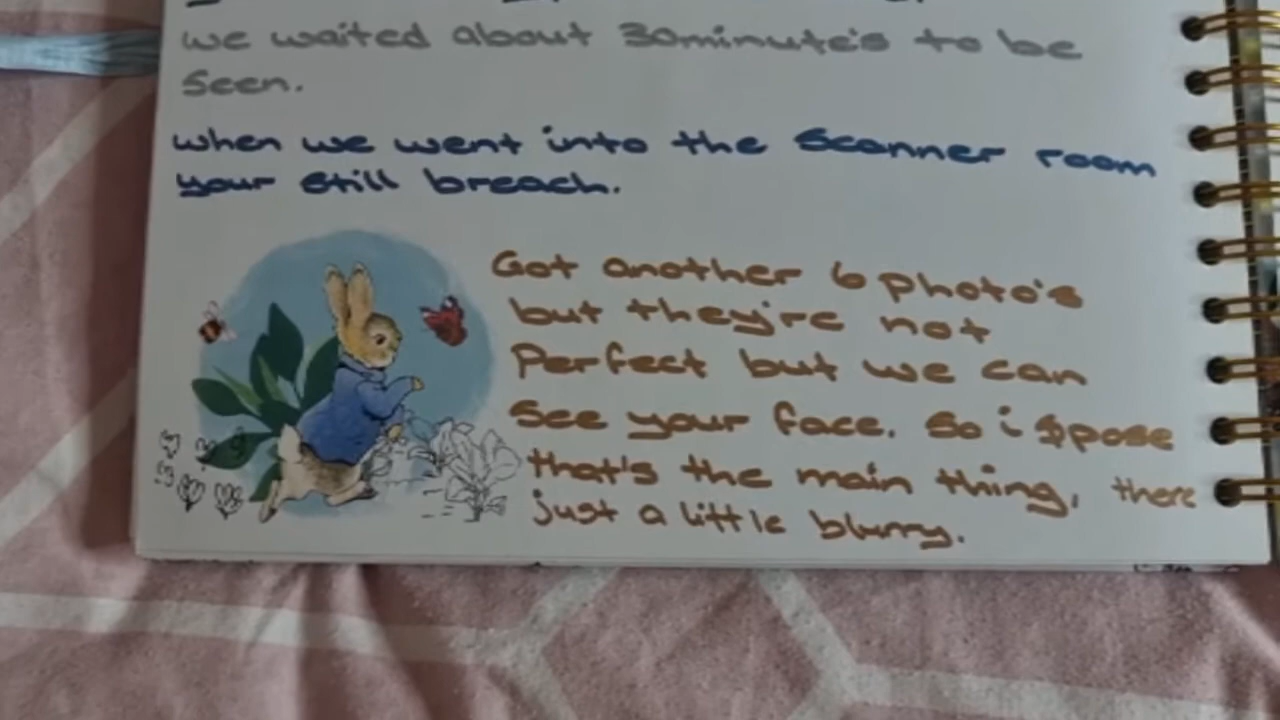 we waited about 30minute's to be
seen.
when we went into the scanner room
your still breach.
Got another 6 photo's
but they're not
perfect but we can
see your face. So i $pose
that's the main thing, there
just a little blurry.